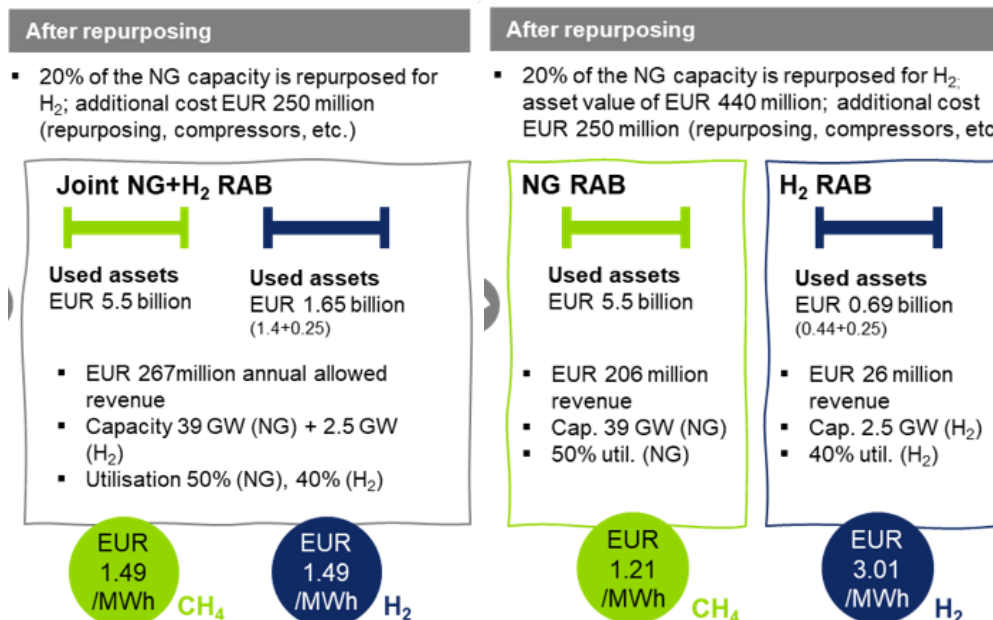 After repurposing
▪ 20% of the NG capacity is repurposed for
H₂; additional cost EUR 250 million
(repurposing, compressors, etc.)
Joint NG+H₂ RAB
Used assets
EUR 5.5 billion
Used assets
EUR 1.65 billion
(1.4+0.25)
▪ EUR 267million annual allowed
revenue
▪ Capacity 39 GW (NG) + 2.5 GW
(H₂)
▪ Utilisation 50% (NG), 40% (H₂)
EUR
1.49
/MWh
CH₄
EUR
1.49
/MWh
H₂
After repurposing
▪ 20% of the NG capacity is repurposed for H₂;
asset value of EUR 440 million; additional cost
EUR 250 million (repurposing, compressors, etc
NG RAB
Used assets
EUR 5.5 billion
▪ EUR 206 million
revenue
▪ Cap. 39 GW (NG)
▪ 50% util. (NG)
EUR
1.21
/MWh
CH₄
H₂ RAB
Used assets
EUR 0.69 billion
(0.44+0.25)
▪ EUR 26 million
revenue
▪ Cap. 2.5 GW (H₂)
▪ 40% util. (H₂)
EUR
3.01
/MWh
H₂